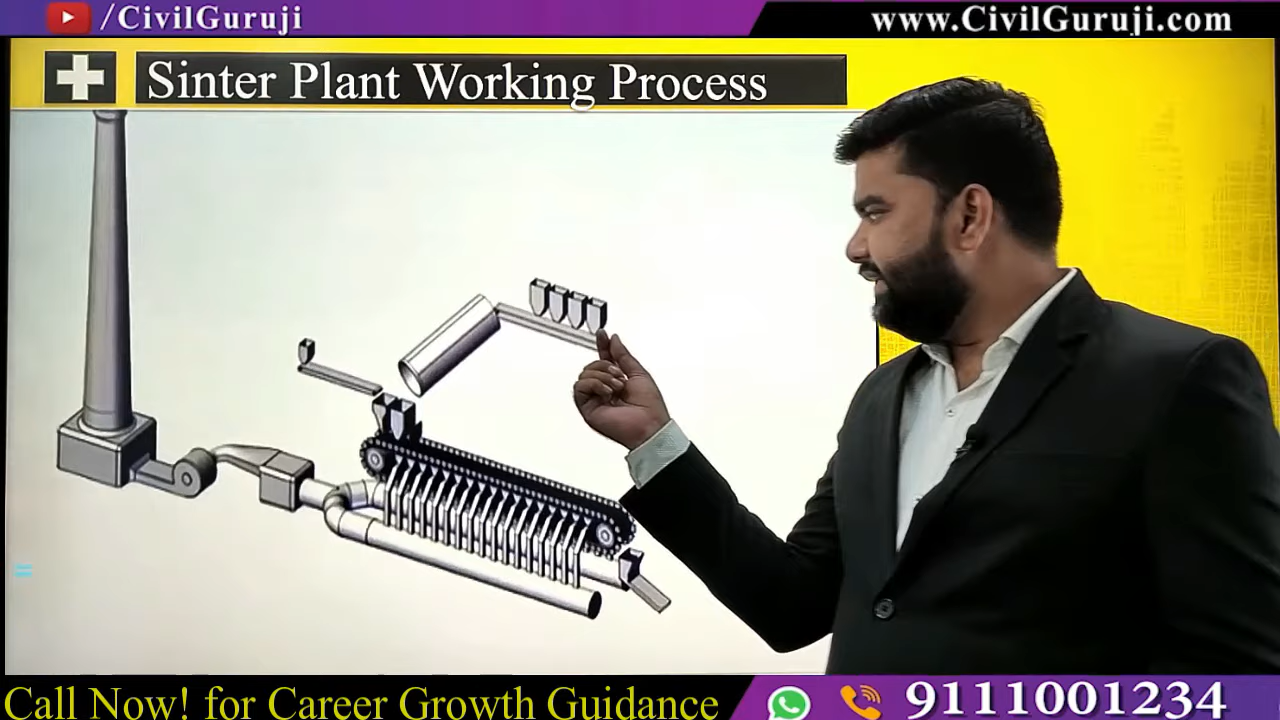 /CivilGuruji
www.CivilGuruji.com
Sinter Plant Working Process
Call Now! for Career Growth Guidance
9111001234